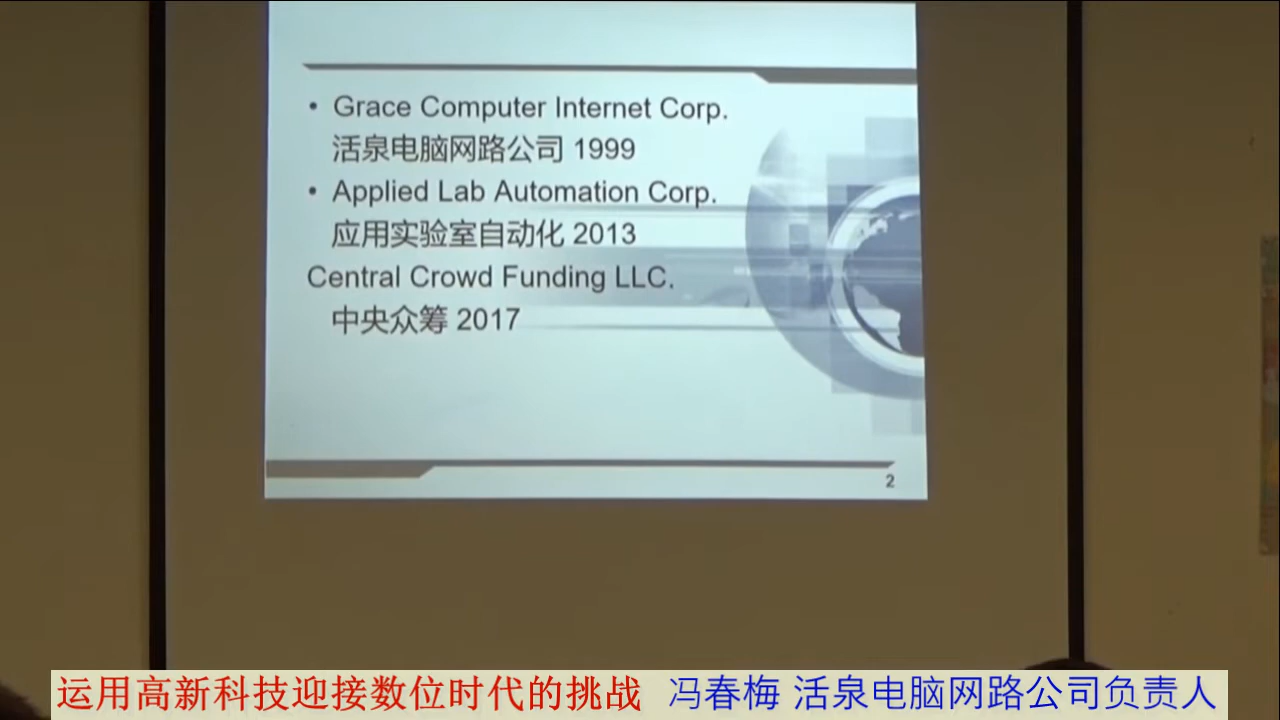 • Grace Computer Internet Corp.
活泉电脑网路公司 1999
• Applied Lab Automation Corp.
应用实验室自动化 2013
Central Crowd Funding LLC.
中央众筹 2017
2
运用高新科技迎接数位时代的挑战 冯春梅 活泉电脑网路公司负责人